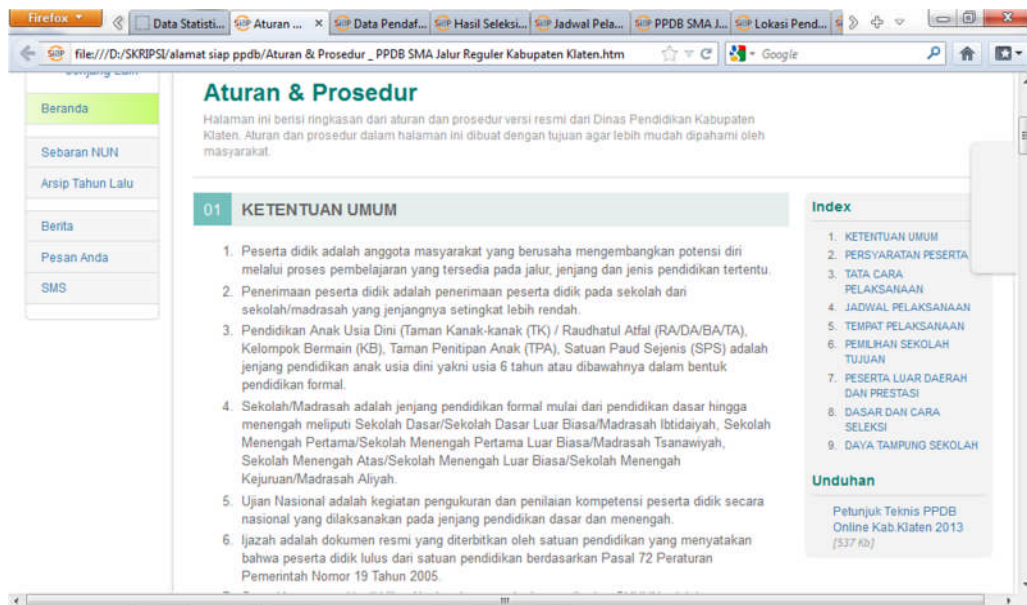 Firefox
Data Statisti...
Aturan ...
Data Pendaf...
Hasil Seleksi...
Jadwal Pela...
PPDB SMA J...
Lokasi Pend...
file:///D:/SKRIPSI/alamat siap ppdb/Aturan & Prosedur _ PPDB SMA Jalur Reguler Kabupaten Klaten.htm
Google
Jenjang Lain
Beranda
Sebaran NUN
Arsip Tahun Lalu
Berita
Pesan Anda
SMS
Aturan & Prosedur
Halaman ini berisi ringkasan dari aturan dan prosedur versi resmi dari Dinas Pendidikan Kabupaten
Klaten. Aturan dan prosedur dalam halaman ini dibuat dengan tujuan agar lebih mudah dipahami oleh
masyarakat.
01 KETENTUAN UMUM
1. Peserta didik adalah anggota masyarakat yang berusaha mengembangkan potensi diri
melalui proses pembelajaran yang tersedia pada jalur, jenjang dan jenis pendidikan tertentu.
2. Penerimaan peserta didik adalah penerimaan peserta didik pada sekolah dari
sekolah/madrasah yang jenjangnya setingkat lebih rendah.
3. Pendidikan Anak Usia Dini (Taman Kanak-kanak (TK) / Raudhatul Atfal (RA/DA/BA/TA),
Kelompok Bermain (KB), Taman Penitipan Anak (TPA), Satuan Paud Sejenis (SPS) adalah
jenjang pendidikan anak usia dini yakni usia 6 tahun atau dibawahnya dalam bentuk
pendidikan formal.
4. Sekolah/Madrasah adalah jenjang pendidikan formal mulai dari pendidikan dasar hingga
menengah meliputi Sekolah Dasar/Sekolah Dasar Luar Biasa/Madrasah Ibtidaiyah, Sekolah
Menengah Pertama/Sekolah Menengah Pertama Luar Biasa/Madrasah Tsanawiyah,
Sekolah Menengah Atas/Sekolah Menengah Luar Biasa/Sekolah Menengah
Kejuruan/Madrasah Aliyah.
5. Ujian Nasional adalah kegiatan pengukuran dan penilaian kompetensi peserta didik secara
nasional yang dilaksanakan pada jenjang pendidikan dasar dan menengah.
6. Ijazah adalah dokumen resmi yang diterbitkan oleh satuan pendidikan yang menyatakan
bahwa peserta didik lulus dari satuan pendidikan berdasarkan Pasal 72 Peraturan
Pemerintah Nomor 19 Tahun 2005.
Index
1. KETENTUAN UMUM
2. PERSYARATAN PESERTA
3. TATA CARA
PELAKSANAAN
4. JADWAL PELAKSANAAN
5. TEMPAT PELAKSANAAN
6. PEMILIHAN SEKOLAH
TUJUAN
7. PESERTA LUAR DAERAH
DAN PRESTASI
8. DASAR DAN CARA
SELEKSI
9. DAYA TAMPUNG SEKOLAH
Unduhan
Petunjuk Teknis PPDB
Online Kab.Klaten 2013
[537 Kb]